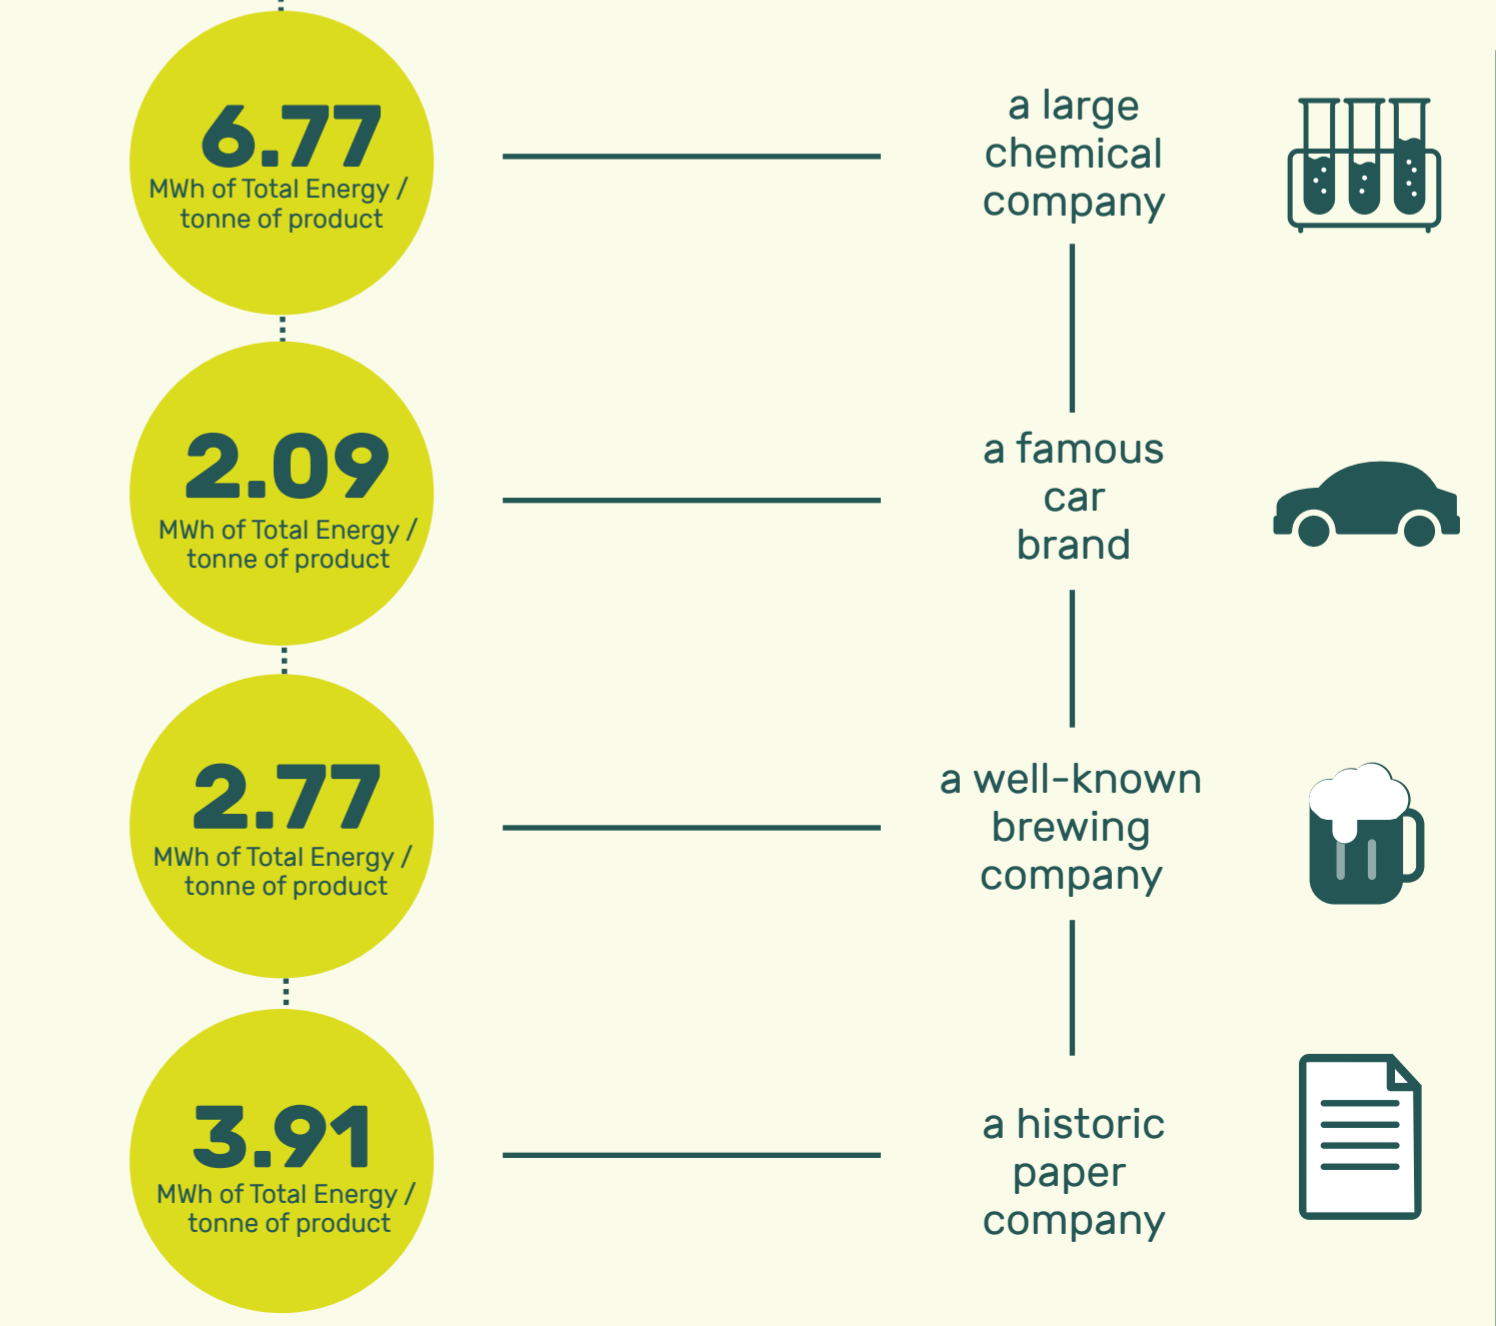 6.77
MWh of Total Energy /
tonne of product
a large
chemical
company
2.09
MWh of Total Energy /
tonne of product
a famous
car
brand
2.77
MWh of Total Energy /
tonne of product
a well-known
brewing
company
3.91
MWh of Total Energy /
tonne of product
a historic
paper
company